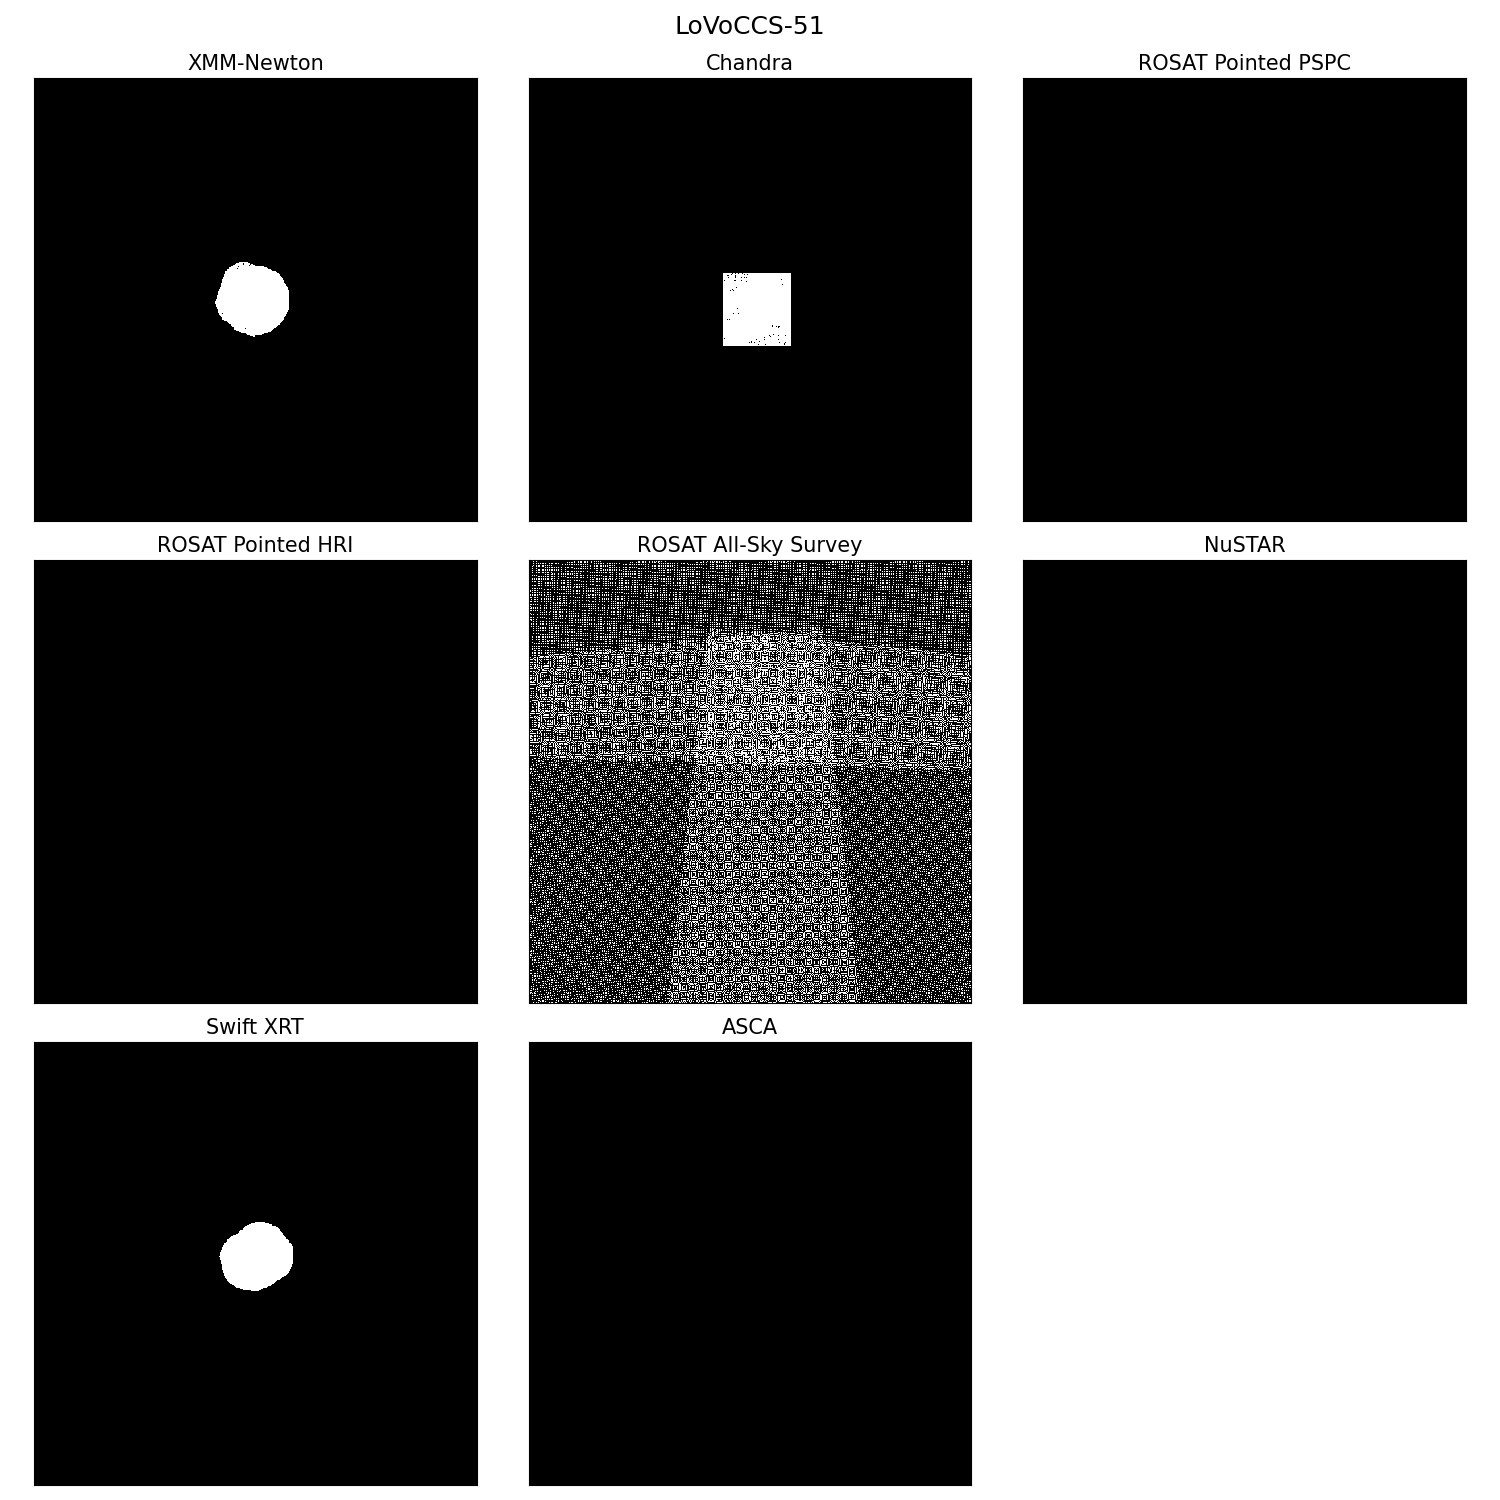 LoVoCCS-51
XMM-Newton
Chandra
ROSAT Pointed PSPC
ROSAT Pointed HRI
ROSAT All-Sky Survey
NuSTAR
Swift XRT
ASCA